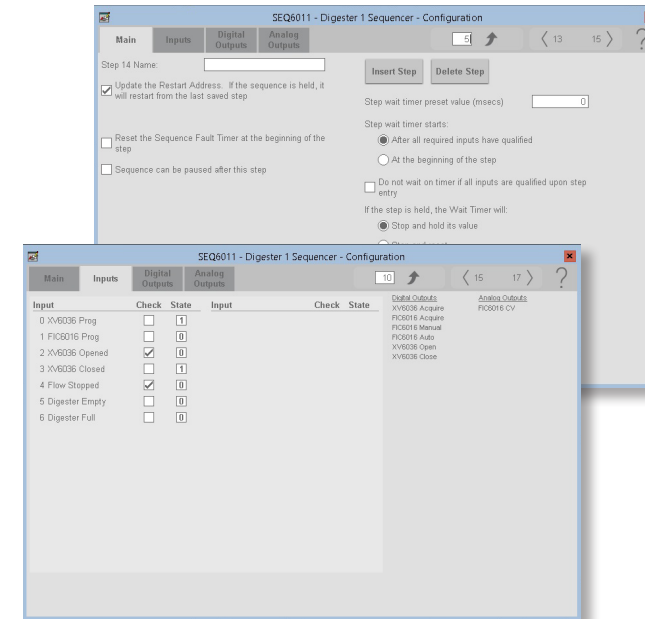 SEQ6011 - Digester 1 Sequencer - Configuration
Main Inputs Digital Outputs Analog Outputs 5 13 15 ?
Step 14 Name:
Update the Restart Address. If the sequence is held, it
will restart from the last saved step
Reset the Sequence Fault Timer at the beginning of the
step
Sequence can be paused after this step
Insert Step Delete Step
Step wait timer preset value (msecs) 0
Step wait timer starts:
After all required inputs have qualified
At the beginning of the step
Do not wait on timer if all inputs are qualified upon step
entry
If the step is held, the Wait Timer will:
Stop and hold its value
SEQ6011 - Digester 1 Sequencer - Configuration
Main Inputs Digital Outputs Analog Outputs 10 15 17 ?
Input Check State Input Check State
0 XV6036 Prog 1
1 FIC6016 Prog 0
2 XV6036 Opened 0
3 XV6036 Closed 1
4 Flow Stopped 0
5 Digester Empty 0
6 Digester Full 0
Digital Outputs
XV6036 Acquire
FIC6016 Acquire
FIC6016 Manual
FIC6016 Auto
XV6036 Open
XV6036 Close
Analog Outputs
FIC6016 CV